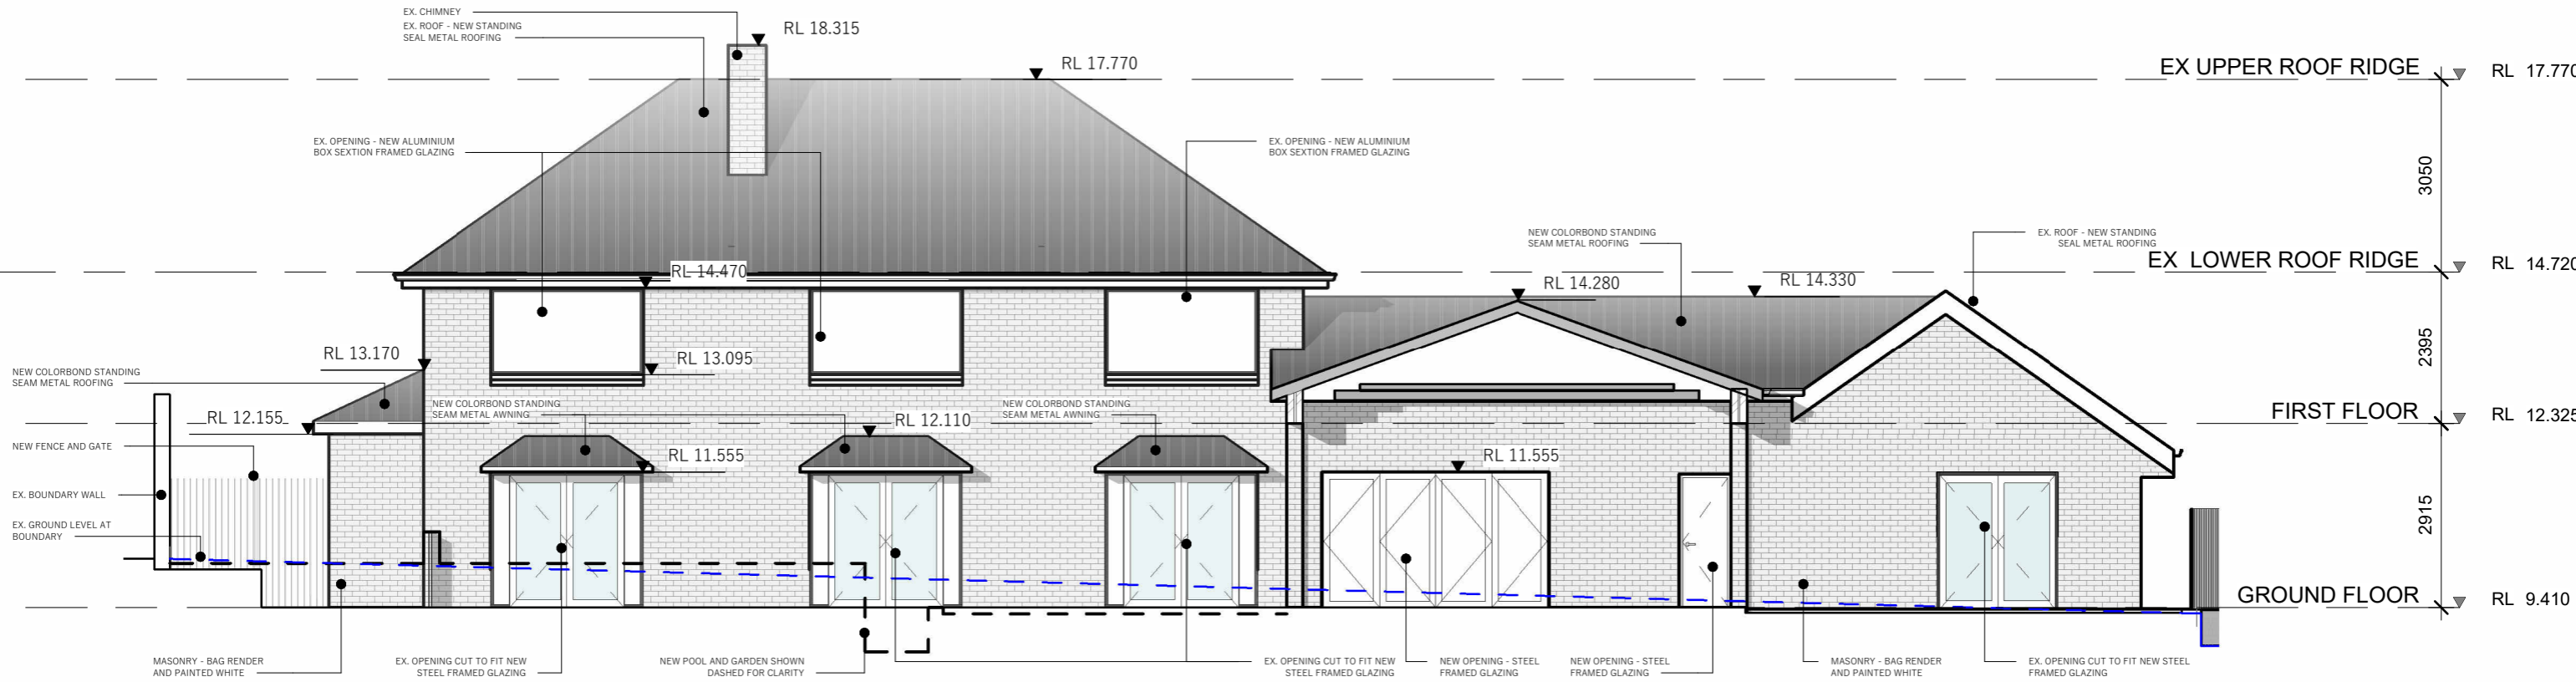 EX. CHIMNEY
EX. ROOF - NEW STANDING
SEAL METAL ROOFING
RL 18.315
RL 17.770
EX UPPER ROOF RIDGE
RL 17.770
EX. OPENING - NEW ALUMINIUM
BOX SEXTION FRAMED GLAZING
EX. OPENING - NEW ALUMINIUM
BOX SEXTION FRAMED GLAZING
3050
NEW COLORBOND STANDING
SEAM METAL ROOFING
EX. ROOF - NEW STANDING
SEAL METAL ROOFING
RL 14.470
RL 14.280
RL 14.330
EX LOWER ROOF RIDGE
RL 14.720
RL 13.170
RL 13.095
2395
NEW COLORBOND STANDING
SEAM METAL ROOFING
RL 12.155
NEW COLORBOND STANDING
SEAM METAL AWNING
RL 12.110
NEW COLORBOND STANDING
SEAM METAL AWNING
FIRST FLOOR
RL 12.325
NEW FENCE AND GATE
RL 11.555
RL 11.555
EX. BOUNDARY WALL
EX. GROUND LEVEL AT
BOUNDARY
2915
GROUND FLOOR
RL 9.410
MASONRY - BAG RENDER
AND PAINTED WHITE
EX. OPENING CUT TO FIT NEW
STEEL FRAMED GLAZING
NEW POOL AND GARDEN SHOWN
DASHED FOR CLARITY
EX. OPENING CUT TO FIT NEW
STEEL FRAMED GLAZING
NEW OPENING - STEEL
FRAMED GLAZING
NEW OPENING - STEEL
FRAMED GLAZING
MASONRY - BAG RENDER
AND PAINTED WHITE
EX. OPENING CUT TO FIT NEW STEEL
FRAMED GLAZING